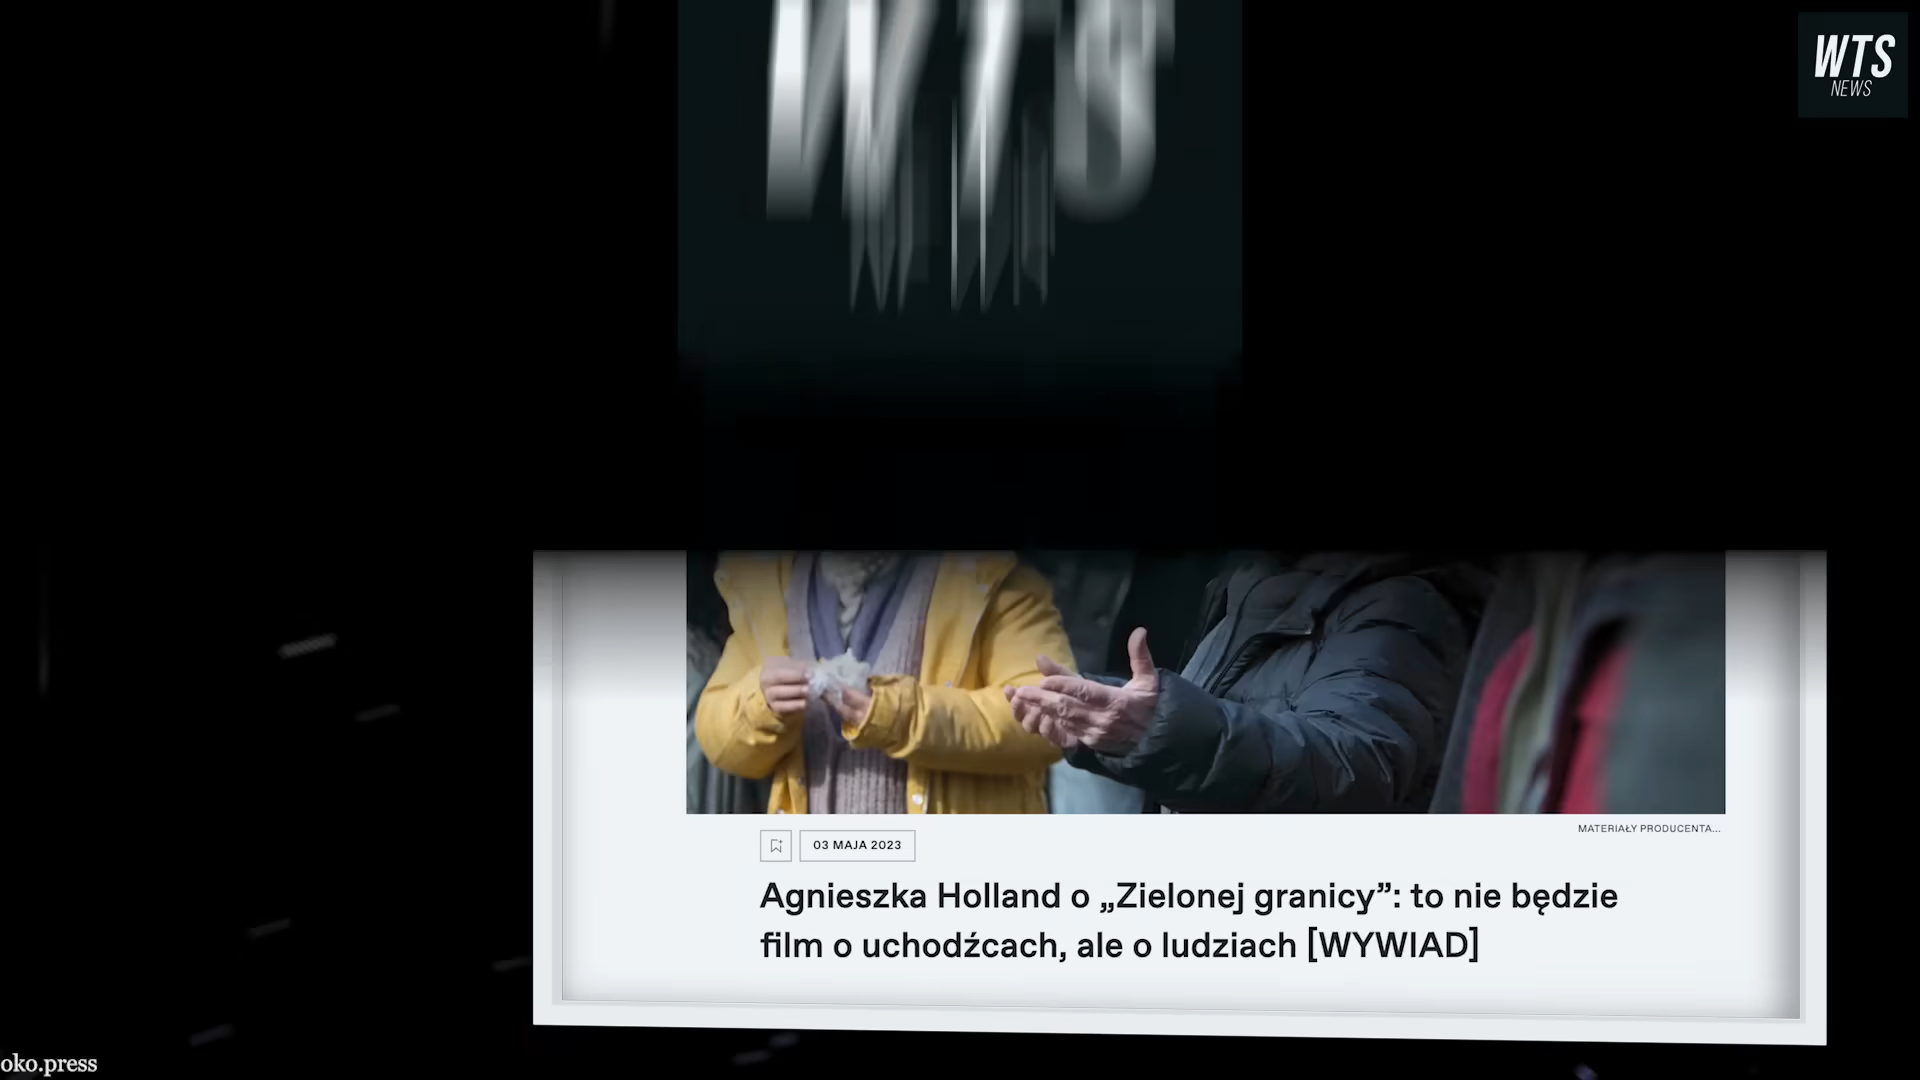 WTS
WTS
NEWS
MATERIAŁY PRODUCENTA...
03 MAJA 2023
Agnieszka Holland o „Zielonej granicy”: to nie będzie
film o uchodźcach, ale o ludziach [WYWIAD]
oko.press